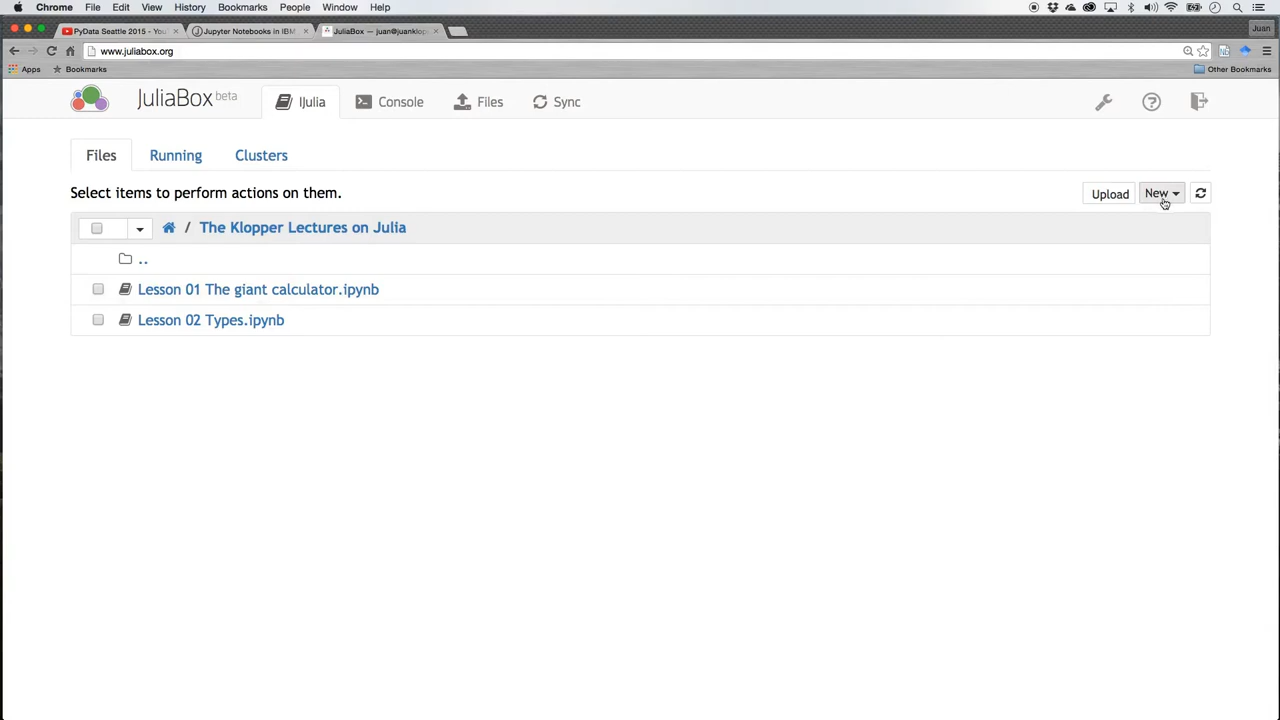 Chrome File Edit View History Bookmarks People Window Help
PyData Seattle 2015 - You
Jupyter Notebooks in IBM
JuliaBox — juan@juanklop
Juan
www.juliabox.org
Apps Bookmarks Other Bookmarks
JuliaBox beta IJulia Console Files Sync
Files Running Clusters
Select items to perform actions on them. Upload New
/ The Klopper Lectures on Julia
..
Lesson 01 The giant calculator.ipynb
Lesson 02 Types.ipynb